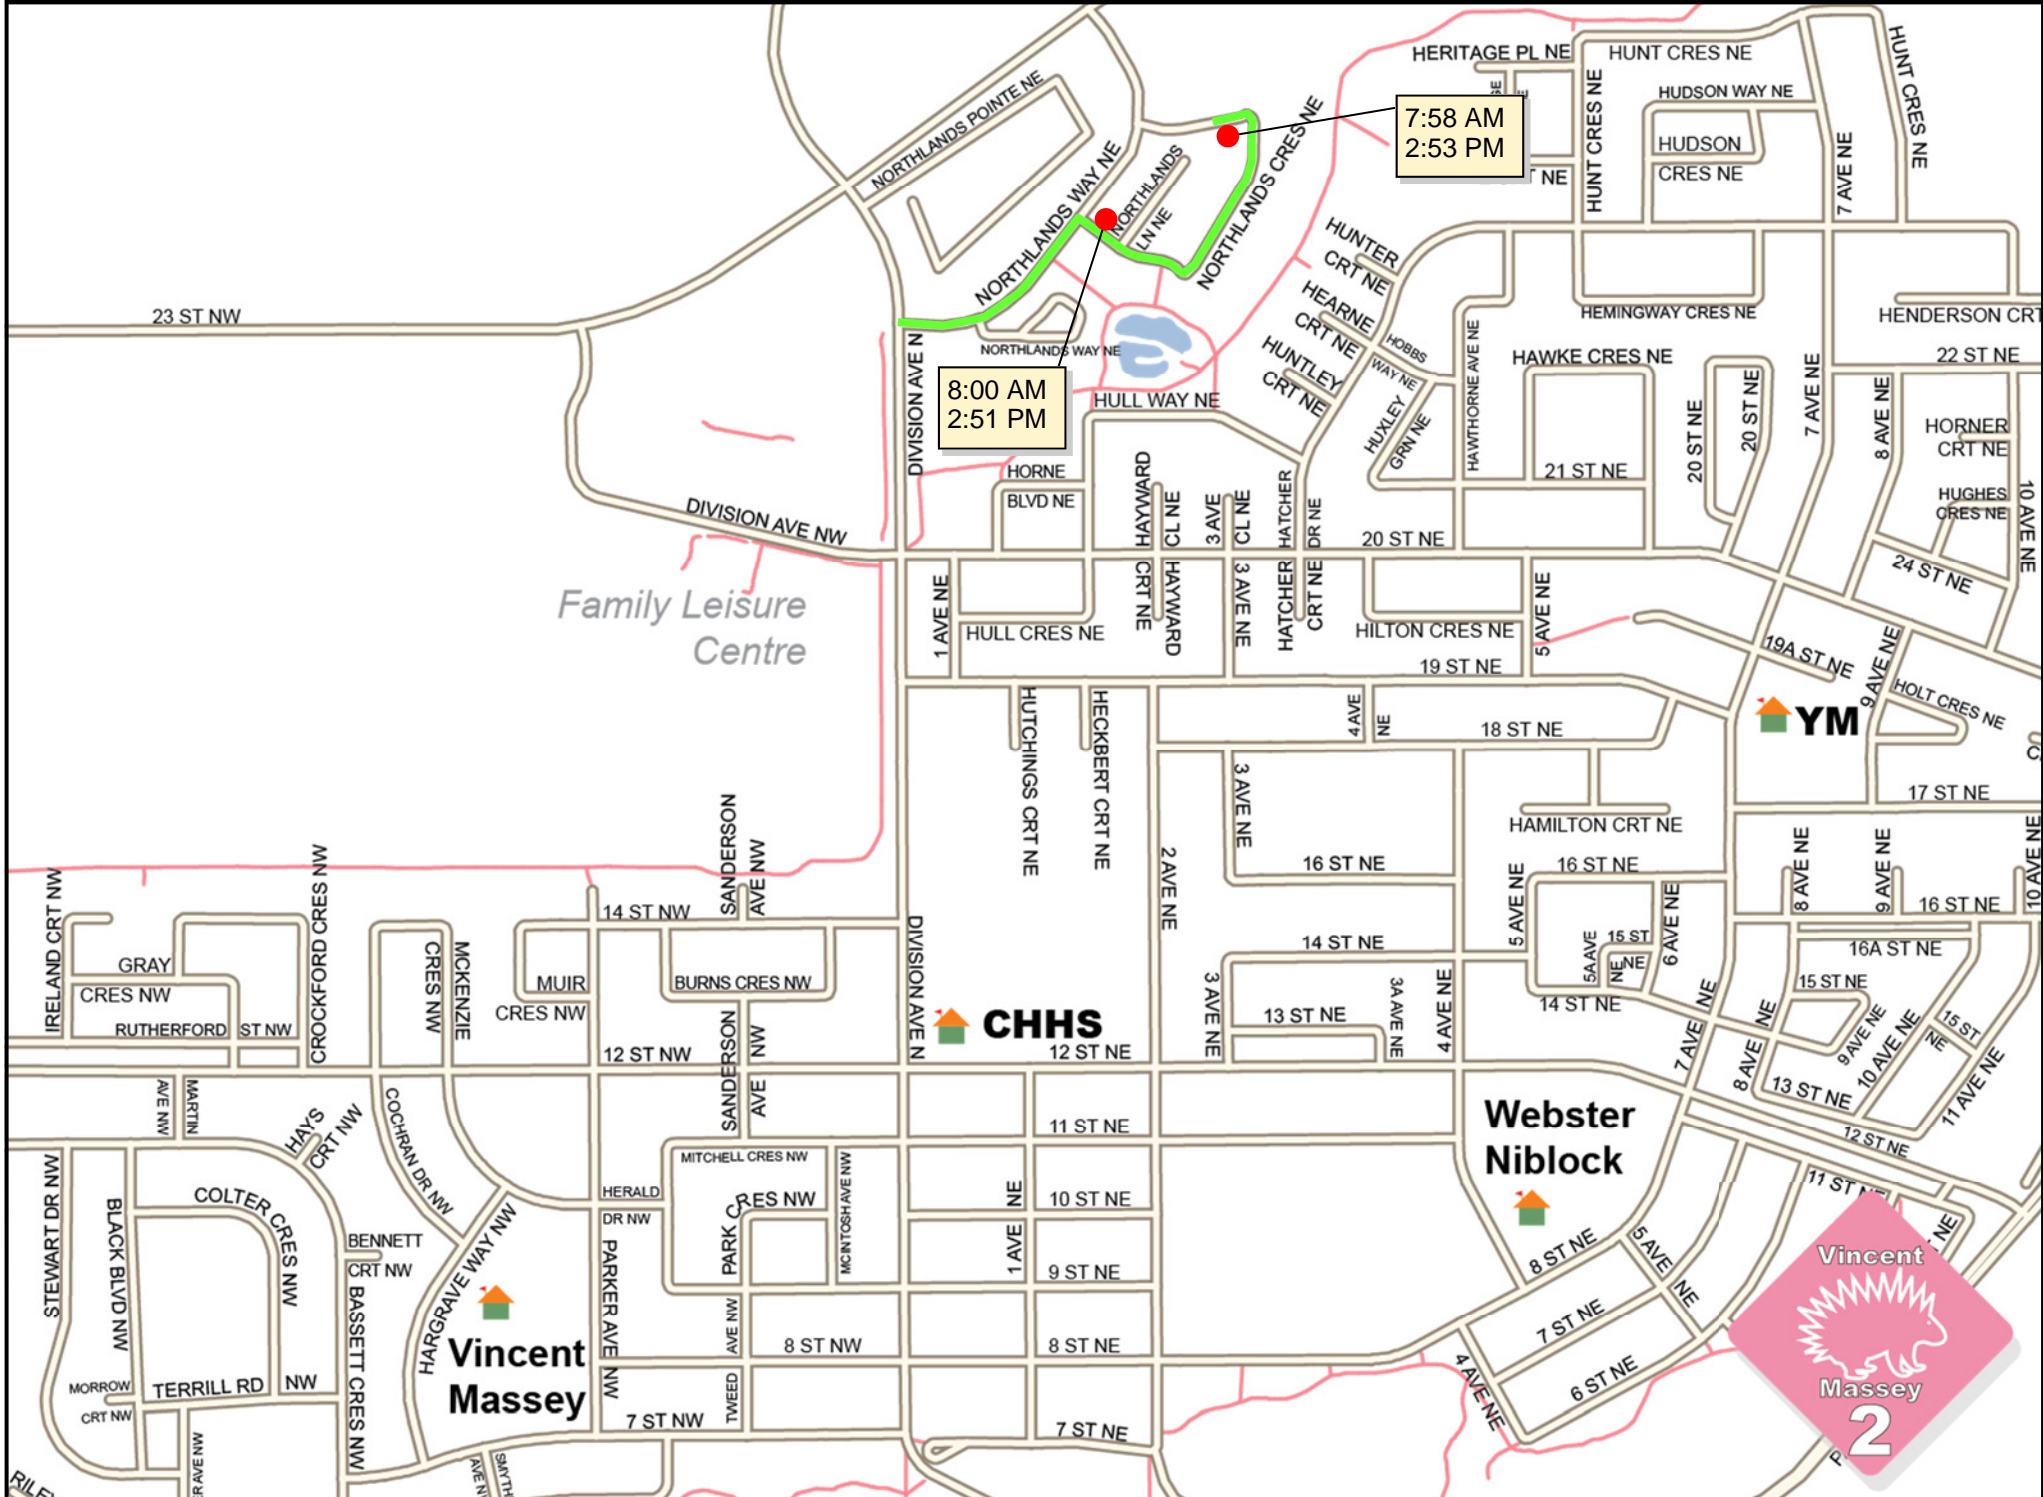 HERITAGE PL NE
HUNT CRES NE
HUNT CRES NE
HUDSON WAY NE
NORTHLANDS POINTE NE
7:58 AM
2:53 PM
HUNT CRES NE
HUDSON
CRES NE
7 AVE NE
NORTHLANDS WAY NE
NORTHLANDS
LN NE
NORTHLANDS CRES NE
NE
HUNTER
CRT NE
HEARNE
CRT NE
HUNTLEY
CRT NE
HOBBS
WAY NE
HEMINGWAY CRES NE
HENDERSON CRT
23 ST NW
NORTHLANDS WAY NE
8:00 AM
2:51 PM
DIVISION AVE N
HULL WAY NE
HAWTHORNE AVE NE
HAWKE CRES NE
22 ST NE
HUXLEY
GRN NE
20 ST NE
20 ST NE
7 AVE NE
8 AVE NE
HORNER
CRT NE
HORNE
BLVD NE
21 ST NE
HUGHES
CRES NE
10 AVE NE
DIVISION AVE NW
HAYWARD
CL NE
3 AVE
CL NE
HATCHER
DR NE
HATCHER
20 ST NE
24 ST NE
Family Leisure
Centre
1 AVE NE
HULL CRES NE
CRT NE
HAYWARD
3 AVE NE
HATCHER
CRT NE
HILTON CRES NE
5 AVE NE
19 ST NE
19A ST NE
9 AVE NE
HOLT CRES NE
YM
HUTCHINGS CRT NE
HECKBERT CRT NE
4 AVE
NE
18 ST NE
3 AVE NE
17 ST NE
HAMILTON CRT NE
SANDERSON
AVE NW
2 AVE NE
16 ST NE
16 ST NE
5 AVE NE
6 AVE NE
8 AVE NE
9 AVE NE
10 AVE NE
16 ST NE
IRELAND CRT NW
CROCKFORD CRES NW
14 ST NW
DIVISION AVE N
14 ST NE
15 ST
NE
5A AVE
NE
16A ST NE
GRAY
CRES NW
MCKENZIE
CRES NW
MUIR
CRES NW
BURNS CRES NW
3 AVE NE
13 ST NE
3A AVE NE
4 AVE NE
14 ST NE
15 ST NE
RUTHERFORD ST NW
CHHS
7 AVE NE
8 AVE NE
9 AVE NE
10 AVE NE
15 ST
NE
11 AVE NE
12 ST NW
SANDERSON
AVE NW
12 ST NE
MARTIN
AVE NW
HAYS
CRT NW
COCHRAN DR NW
11 ST NE
Webster
Niblock
13 ST NE
12 ST NE
11 ST NE
MITCHELL CRES NW
MCINTOSH AVE NW
STEWART DR NW
BLACK BLVD NW
COLTER CRES NW
BENNETT
CRT NW
HERALD
DR NW
PARK CRES NW
1 AVE NE
10 ST NE
9 ST NE
HARGRAVE WAY NW
PARKER AVE NW
8 ST NE
5 AVE NE
NE
Vincent
Massey
2
Vincent
Massey
BASSETT CRES NW
TWEED AVE NW
8 ST NW
8 ST NE
7 ST NE
6 ST NE
4 AVE NE
MORROW
CRT NW
TERRILL RD NW
7 ST NW
7 ST NE
SMYTH